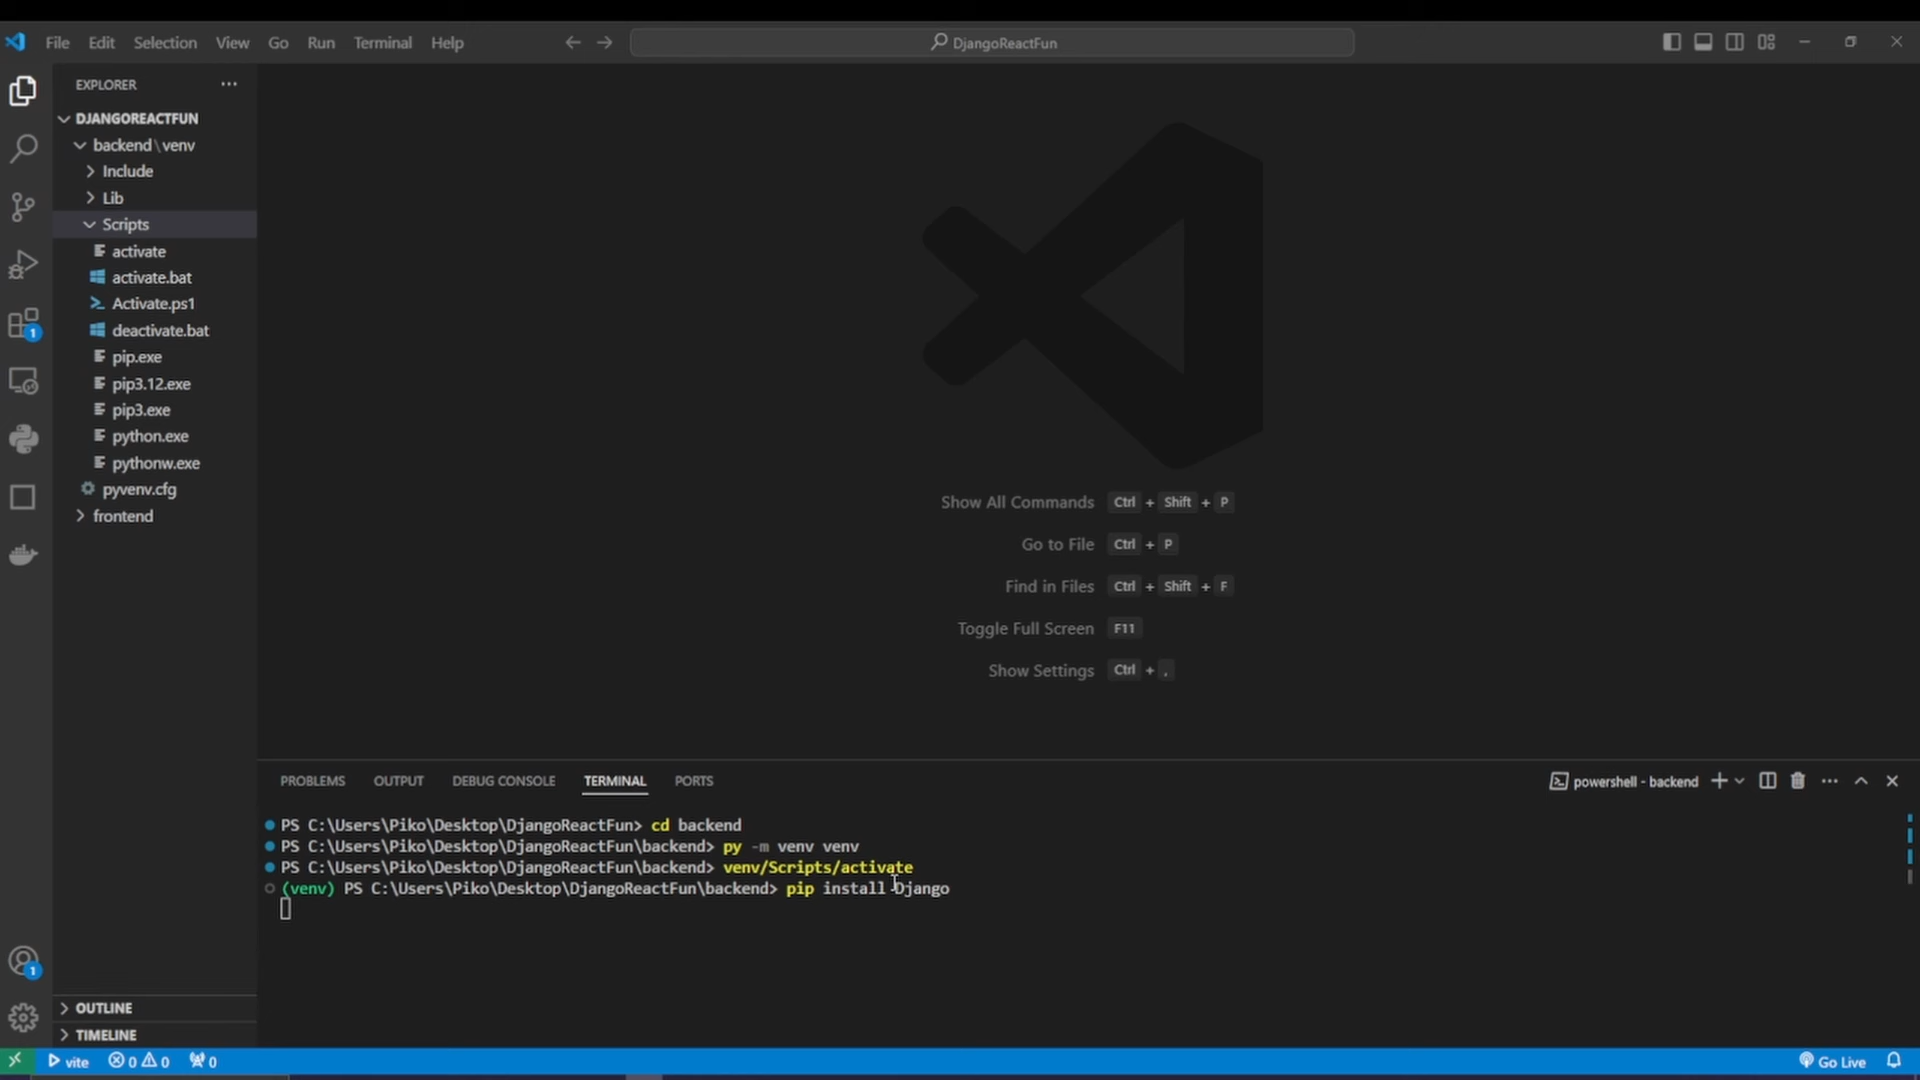 File Edit Selection View Go Run Terminal Help
DjangoReactFun
EXPLORER
DJANGOREACTFUN
backend\venv
Include
Lib
Scripts
activate
activate.bat
Activate.ps1
deactivate.bat
pip.exe
pip3.12.exe
pip3.exe
python.exe
pythonw.exe
pyvenv.cfg
frontend
1
Show All Commands Ctrl + Shift + P
Go to File Ctrl + P
Find in Files Ctrl + Shift + F
Toggle Full Screen F11
Show Settings Ctrl + ,
PROBLEMS OUTPUT DEBUG CONSOLE TERMINAL PORTS
powershell - backend
PS C:\Users\Piko\Desktop\DjangoReactFun> cd backend
PS C:\Users\Piko\Desktop\DjangoReactFun\backend> py -m venv venv
PS C:\Users\Piko\Desktop\DjangoReactFun\backend> venv/Scripts/activate
(venv) PS C:\Users\Piko\Desktop\DjangoReactFun\backend> pip install Django
1
OUTLINE
TIMELINE
vite 0 0 0
Go Live